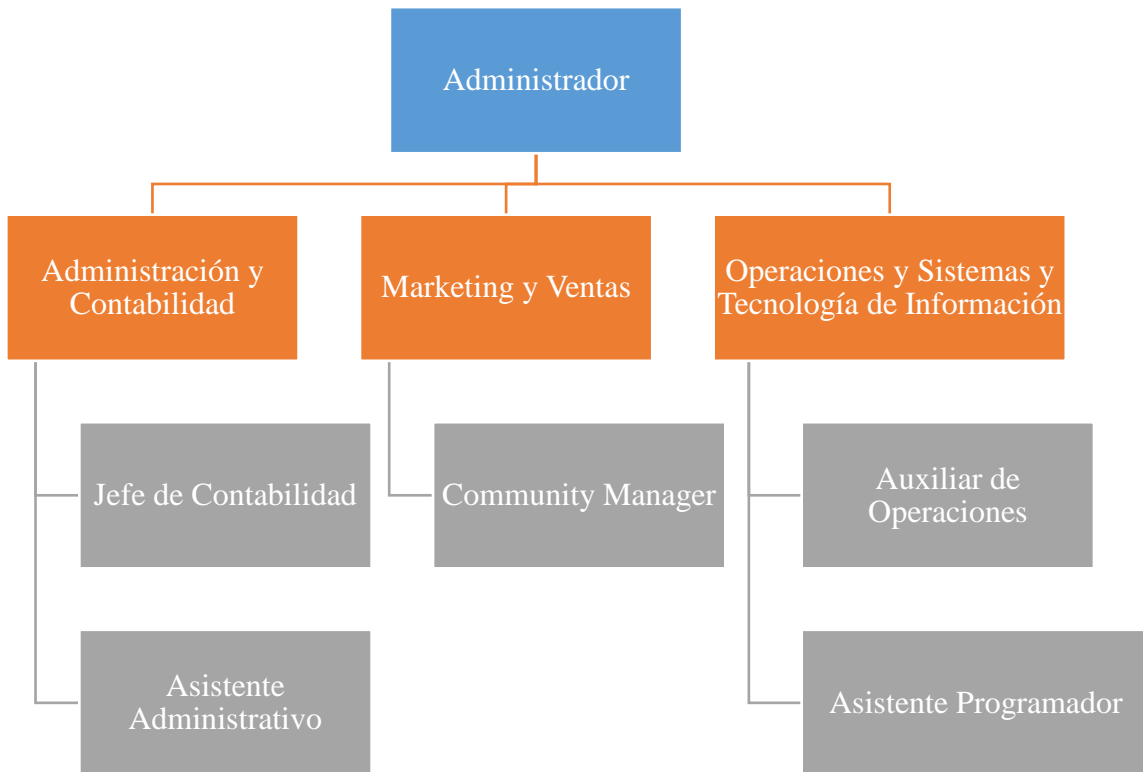 Administrador
Administración y
Contabilidad
Marketing y Ventas
Operaciones y Sistemas y
Tecnología de Información
Jefe de Contabilidad
Community Manager
Auxiliar de
Operaciones
Asistente
Administrativo
Asistente Programador